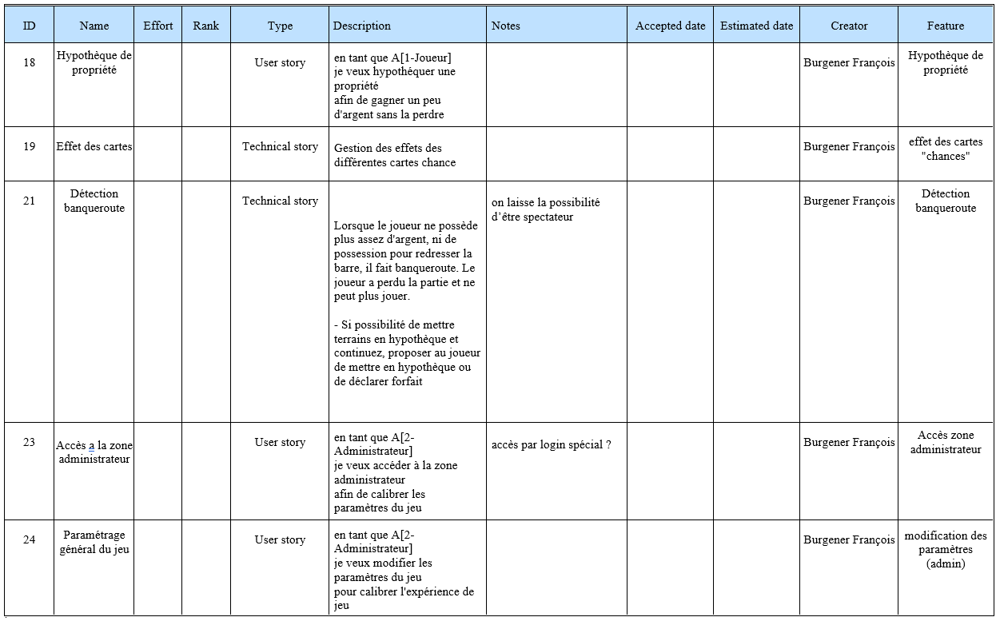 ID Name Effort Rank Type Description Notes Accepted date Estimated date Creator Feature
18
Hypothèque de
propriété
User story
en tant que A[1-Joueur]
je veux hypothéquer une
propriété
afin de gagner un peu
d'argent sans la perdre
Burgener François
Hypothèque de
propriété
19
Effet des cartes
Technical story
Gestion des effets des
différentes cartes chance
Burgener François
effet des cartes
"chances"
21
Détection
banqueroute
Technical story
Lorsque le joueur ne possède
plus assez d'argent, ni de
possession pour redresser la
barre, il fait banqueroute. Le
joueur a perdu la partie et ne
peut plus jouer.
- Si possibilité de mettre
terrains en hypothèque et
continuez, proposer au joueur
de mettre en hypothèque ou
de déclarer forfait
on laisse la possibilité
d’être spectateur
Burgener François
Détection
banqueroute
23
Accès a la zone
administrateur
User story
en tant que A[2-
Administrateur]
je veux accéder à la zone
administrateur
afin de calibrer les
paramètres du jeu
accès par login spécial ?
Burgener François
Accès zone
administrateur
24
Paramétrage
général du jeu
User story
en tant que A[2-
Administrateur]
je veux modifier les
paramètres du jeu
pour calibrer l'expérience de
jeu
Burgener François
modification des
paramètres
(admin)